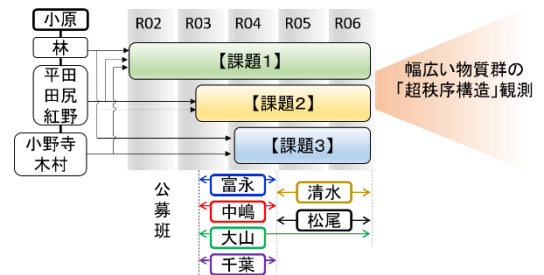 小原
R02 R03 R04 R05 R06
林
【課題1】
平田
田尻
紅野
【課題2】
幅広い物質群の
「超秩序構造」観測
小野寺
木村
【課題3】
公募班
富永
清水
中嶋
松尾
大山
千葉